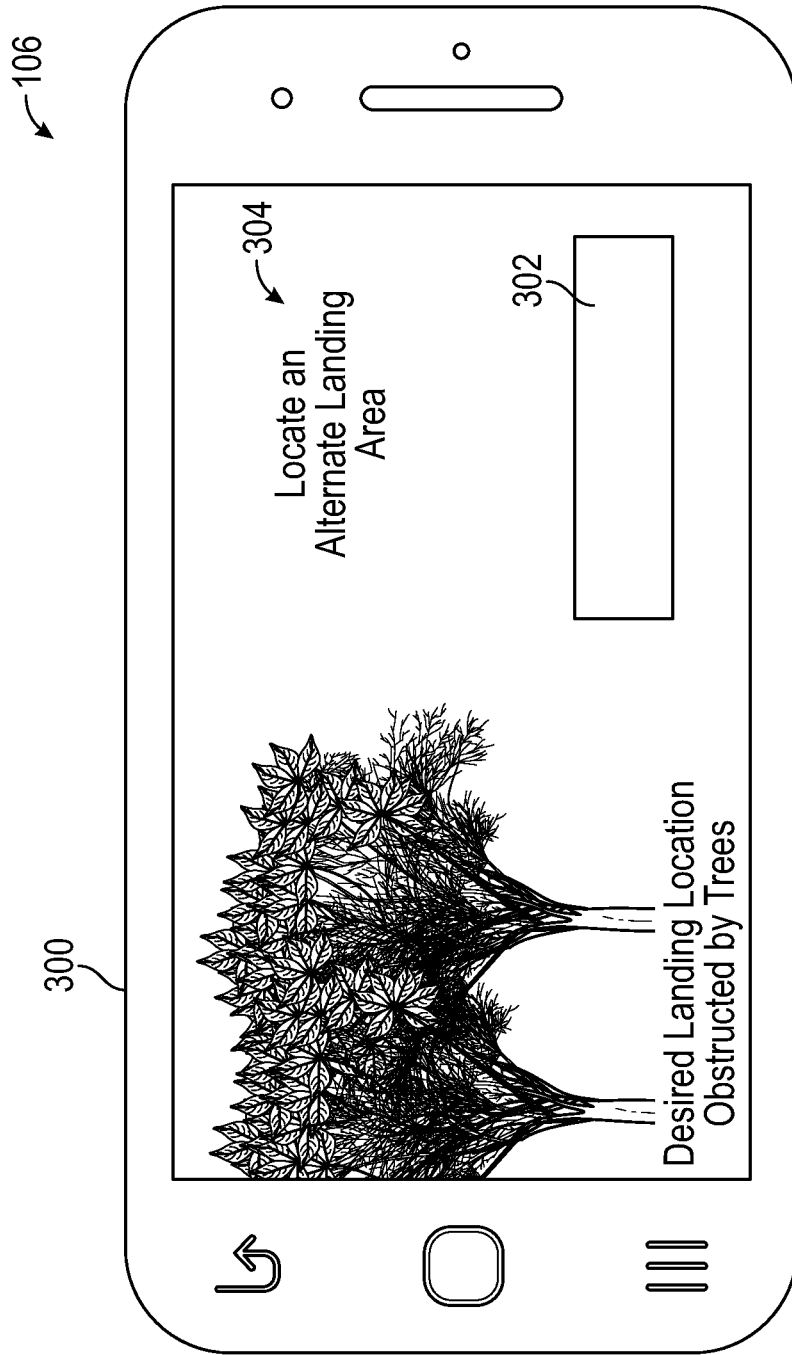 106
300
304
Locate an
Alternate Landing
Area
302
Desired Landing Location
Obstructed by Trees